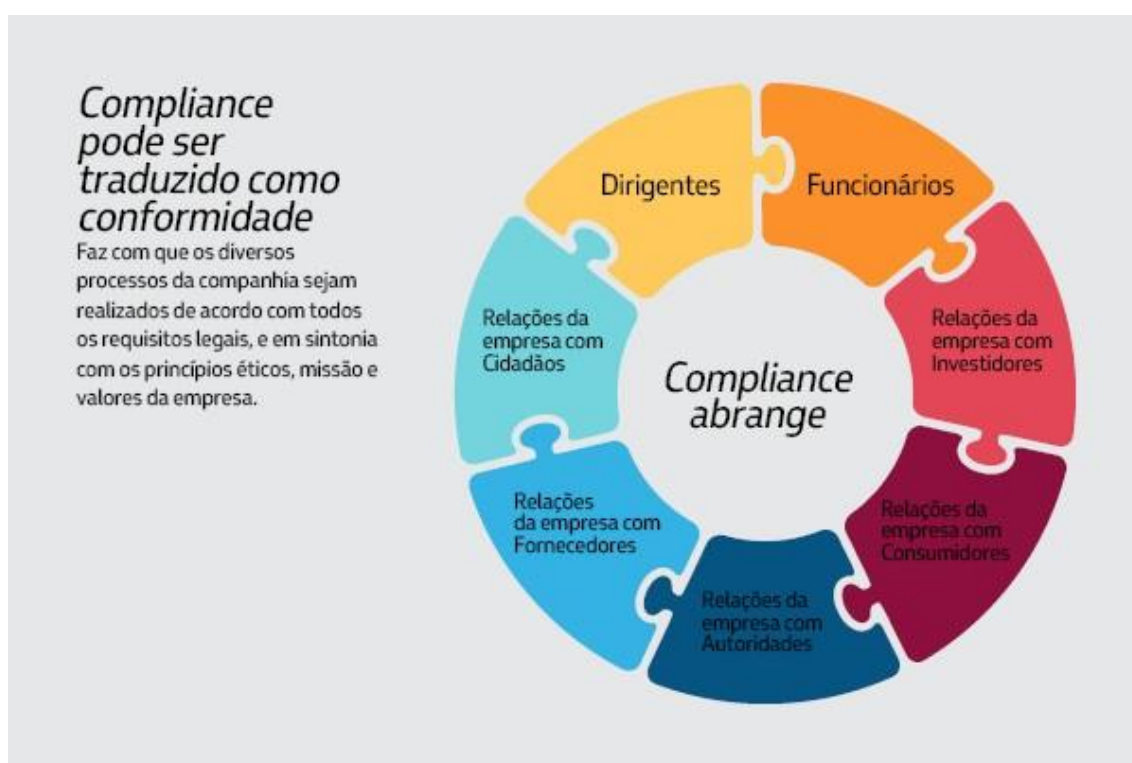 Compliance
pode ser
traduzido como
conformidade
Faz com que os diversos
processos da companhia sejam
realizados de acordo com todos
os requisitos legais, e em sintonia
com os princípios éticos, missão e
valores da empresa.
Dirigentes
Funcionários
Relações da
empresa com
Investidores
Relações da
empresa com
Consumidores
Relações da
empresa com
Autoridades
Relações
da empresa com
Fornecedores
Relações da
empresa com
Cidadãos
Compliance
abrange